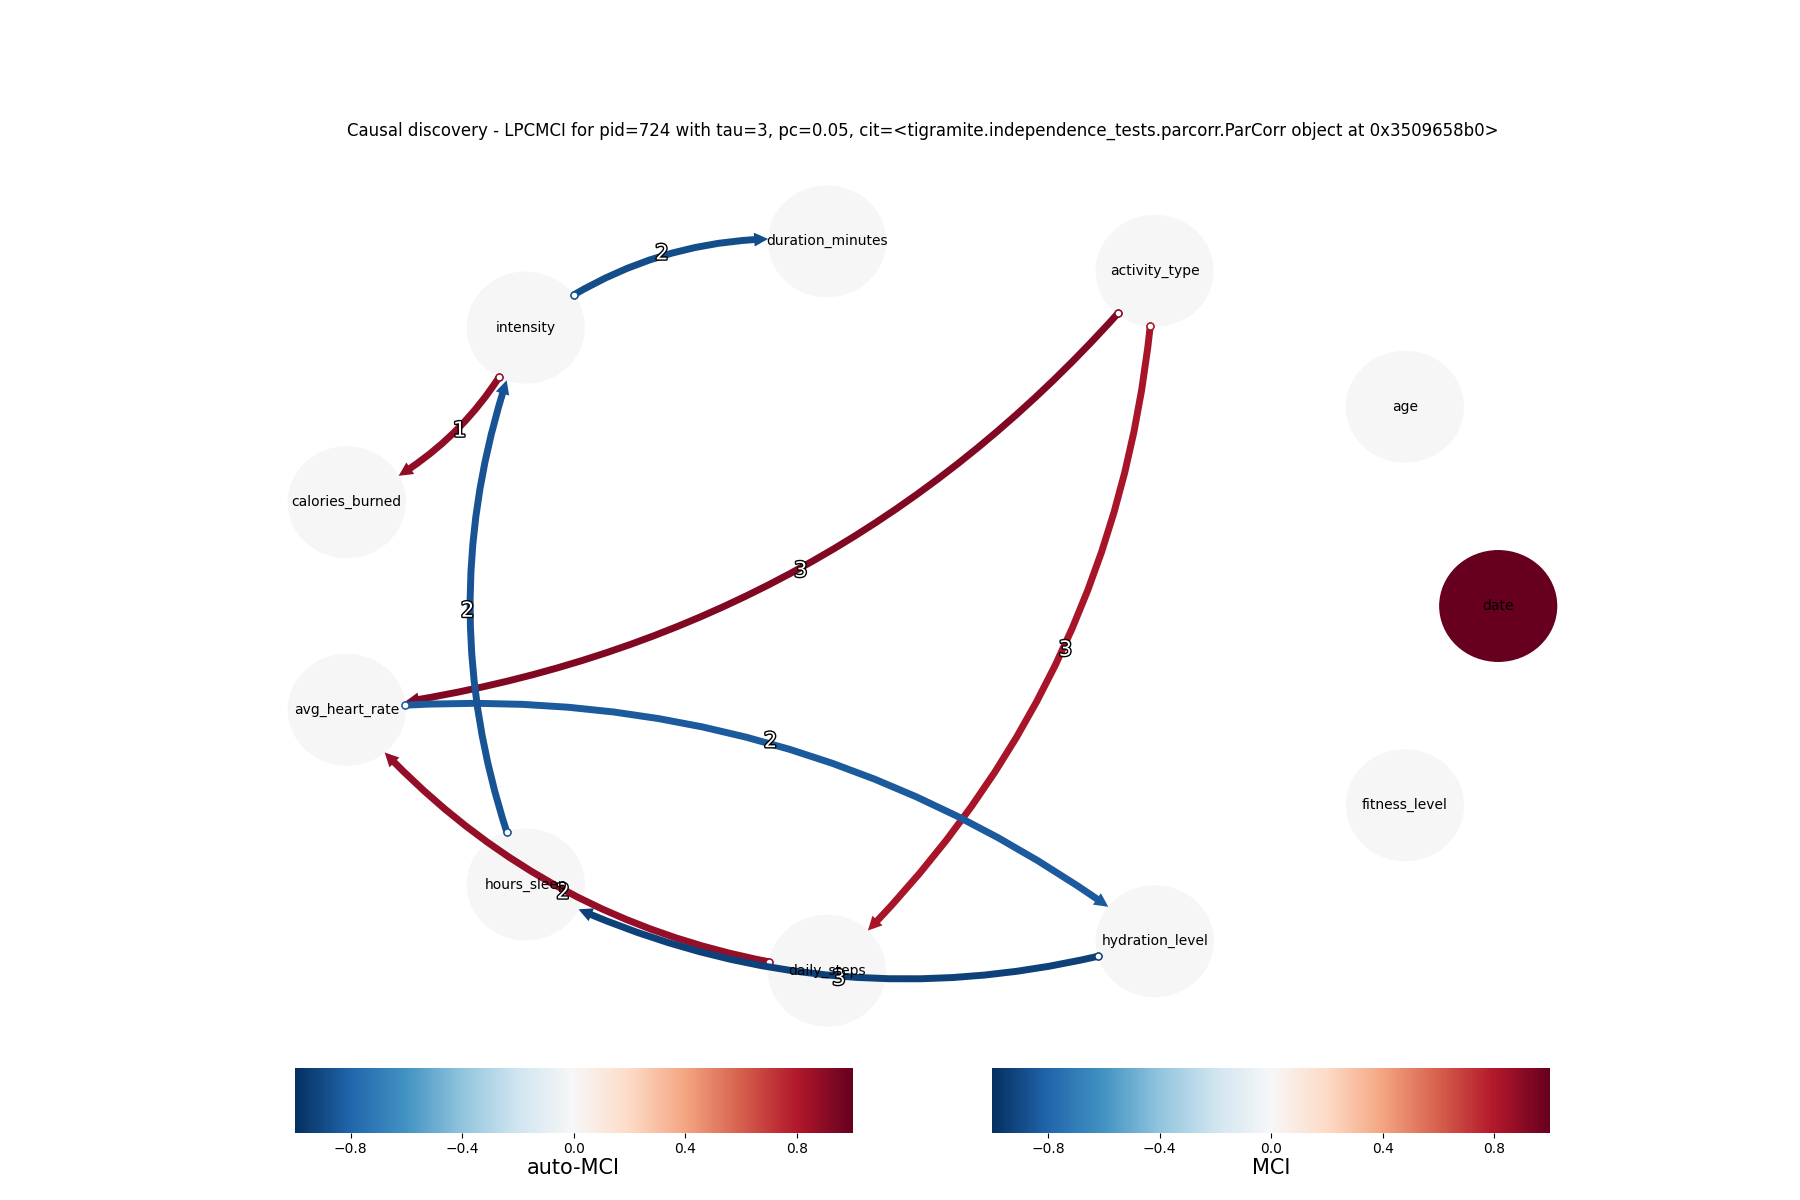 Causal discovery - LPCMCI for pid=724 with tau=3, pc=0.05, cit=<tigramite.independence_tests.parcorr.ParCorr object at 0x3509658b0>
duration_minutes
2
activity_type
intensity
age
1
calories_burned
3
date
2
3
avg_heart_rate
2
fitness_level
hours_sleep
2
hydration_level
daily_steps
3
−0.8 −0.4 0.0 0.4 0.8
auto-MCI
−0.8 −0.4 0.0 0.4 0.8
MCI